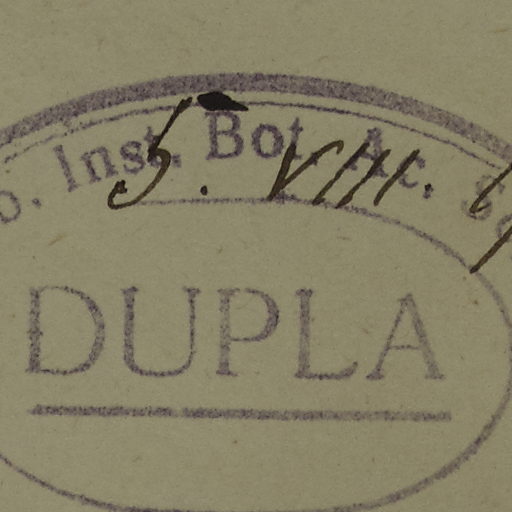 Inst. Bot. Ac.
5. VIII.
DUPLA